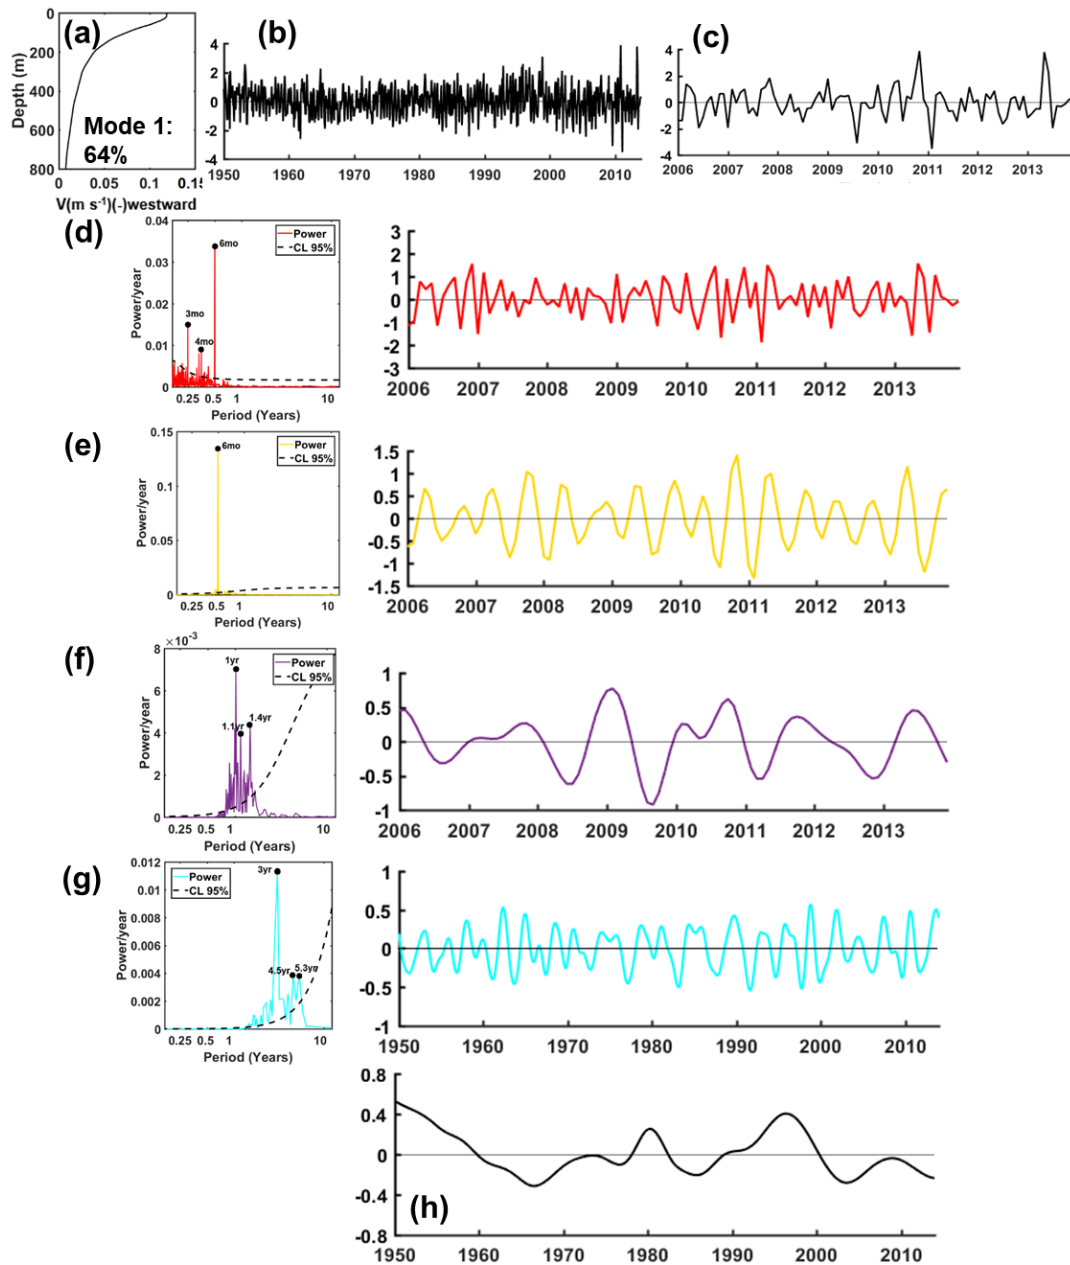 (a)
0
200
400
600
800
Depth (m)
Mode 1:
64%
0 0.05 0.1 0.15
V(m s⁻¹)(-)westward
(b)
4
2
0
-2
-4
1950 1960 1970 1980 1990 2000 2010
(c)
4
2
0
-2
-4
2006 2007 2008 2009 2010 2011 2012 2013
(d)
0.04
0.03
0.02
0.01
0
Power/year
6mo
3mo
4mo
Power
CL 95%
0.25 0.5 1 10
Period (Years)
3
2
1
0
-1
-2
-3
2006 2007 2008 2009 2010 2011 2012 2013
(e)
0.15
0.1
0.05
0
Power/year
6mo
Power
CL 95%
0.25 0.5 1 10
Period (Years)
1.5
1
0.5
0
-0.5
-1
-1.5
2006 2007 2008 2009 2010 2011 2012 2013
(f)
×10⁻³
8
6
4
2
0
Power/year
1yr
1.1yr
1.4yr
Power
CL 95%
0.25 0.5 1 10
Period (Years)
1
0.5
0
-0.5
-1
2006 2007 2008 2009 2010 2011 2012 2013
(g)
0.012
0.01
0.008
0.006
0.004
0.002
0
Power/year
Power
CL 95%
3yr
4.5yr
5.3yr
0.25 0.5 1 10
Period (Years)
1
0.5
0
-0.5
-1
1950 1960 1970 1980 1990 2000 2010
0.8
0.4
0
-0.4
-0.8
(h)
1950 1960 1970 1980 1990 2000 2010